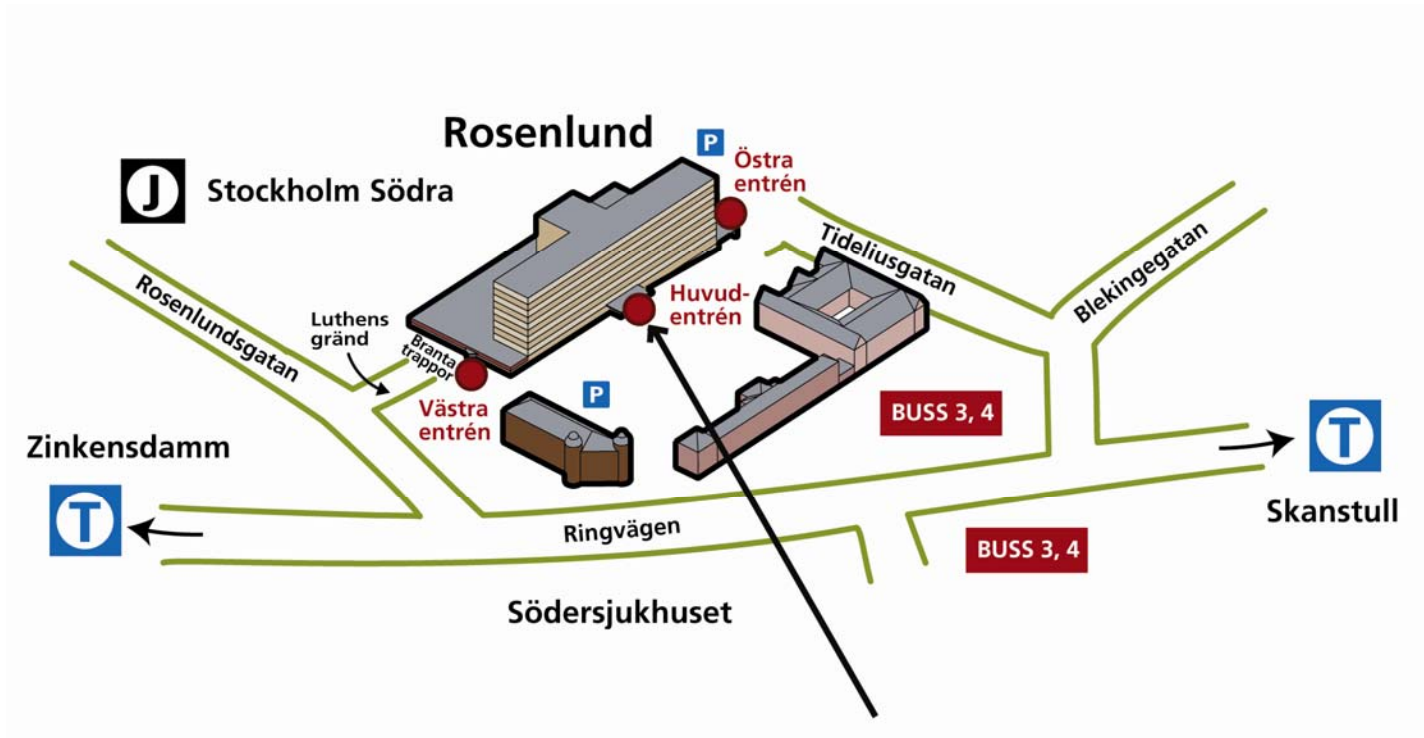 Rosenlund
P
Östra
entrén
J
Stockholm Södra
Tideliusgatan
Blekingegatan
Rosenlundsgatan
Luthens
gränd
Branta
trappor
Huvud-
entrén
Västra
entrén
P
BUSS 3, 4
T
Skanstull
Zinkensdamm
T
Ringvägen
BUSS 3, 4
Södersjukhuset